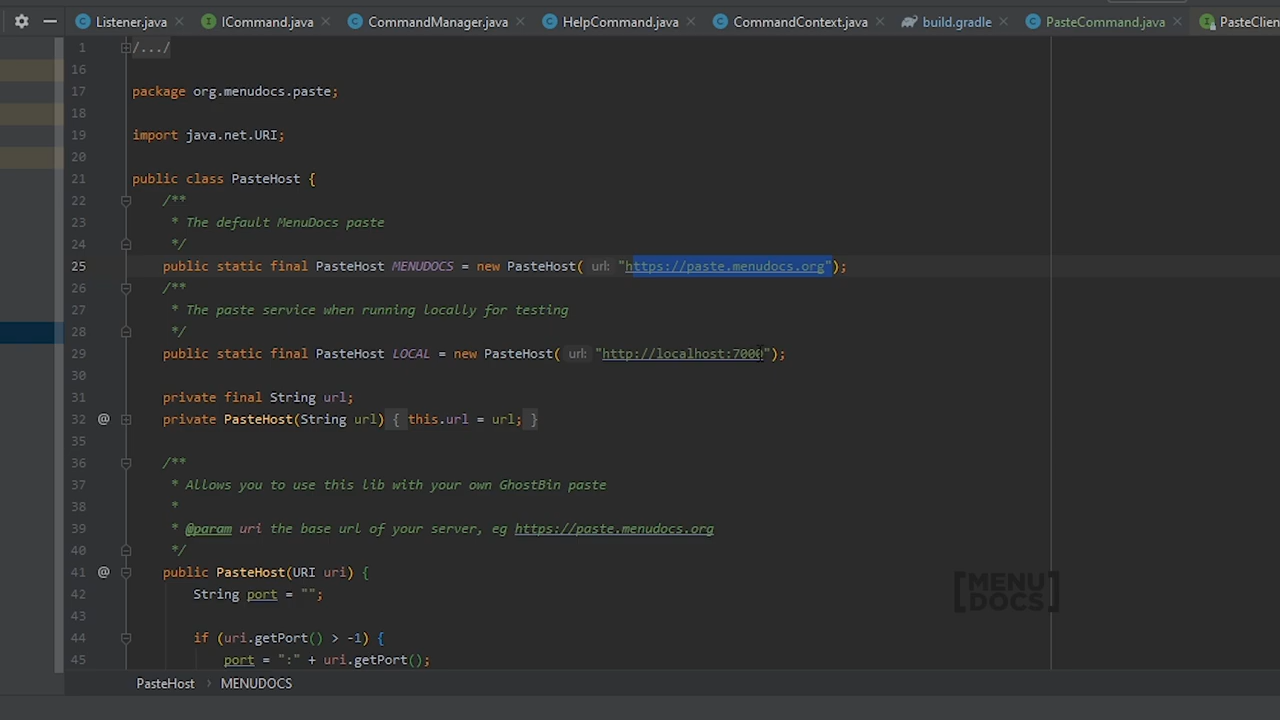 Listener.java ICommand.java CommandManager.java HelpCommand.java CommandContext.java build.gradle PasteCommand.java PasteClien
1 /.../
16
17 package org.menudocs.paste;
18
19 import java.net.URI;
20
21 public class PasteHost {
22 /**
23 * The default MenuDocs paste
24 */
25 public static final PasteHost MENUDOCS = new PasteHost( url: "https://paste.menudocs.org");
26 /**
27 * The paste service when running locally for testing
28 */
29 public static final PasteHost LOCAL = new PasteHost( url: "http://localhost:7000");
30
31 private final String url;
32 @ private PasteHost(String url) { this.url = url; }
35
36 /**
37 * Allows you to use this lib with your own GhostBin paste
38 *
39 * @param uri the base url of your server, eg https://paste.menudocs.org
40 */
41 @ public PasteHost(URI uri) {
42 String port = "";
43
44 if (uri.getPort() > -1) {
45 port = ":" + uri.getPort();
[MENU
DOCS]
PasteHost › MENUDOCS